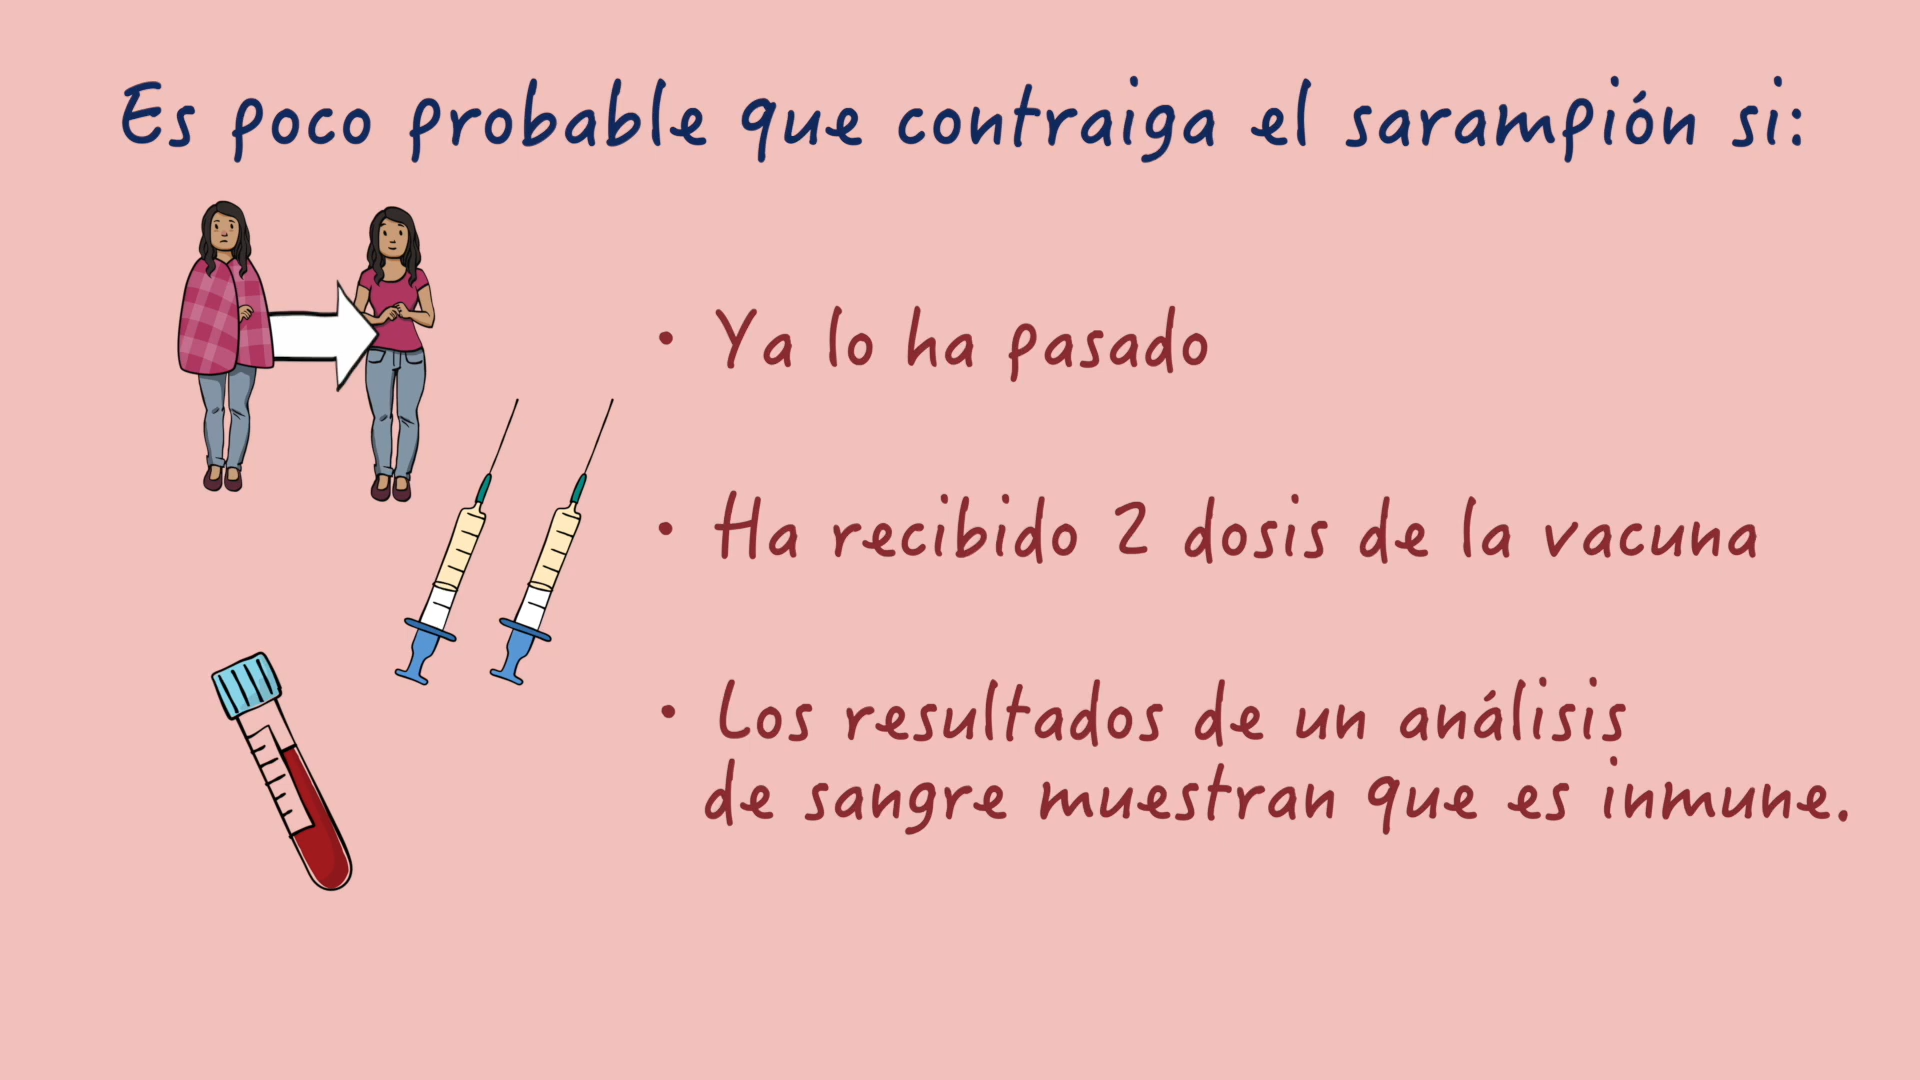 Es poco probable que contraiga el sarampión si:
• Ya lo ha pasado
• Ha recibido 2 dosis de la vacuna
• Los resultados de un análisis
de sangre muestran que es inmune.